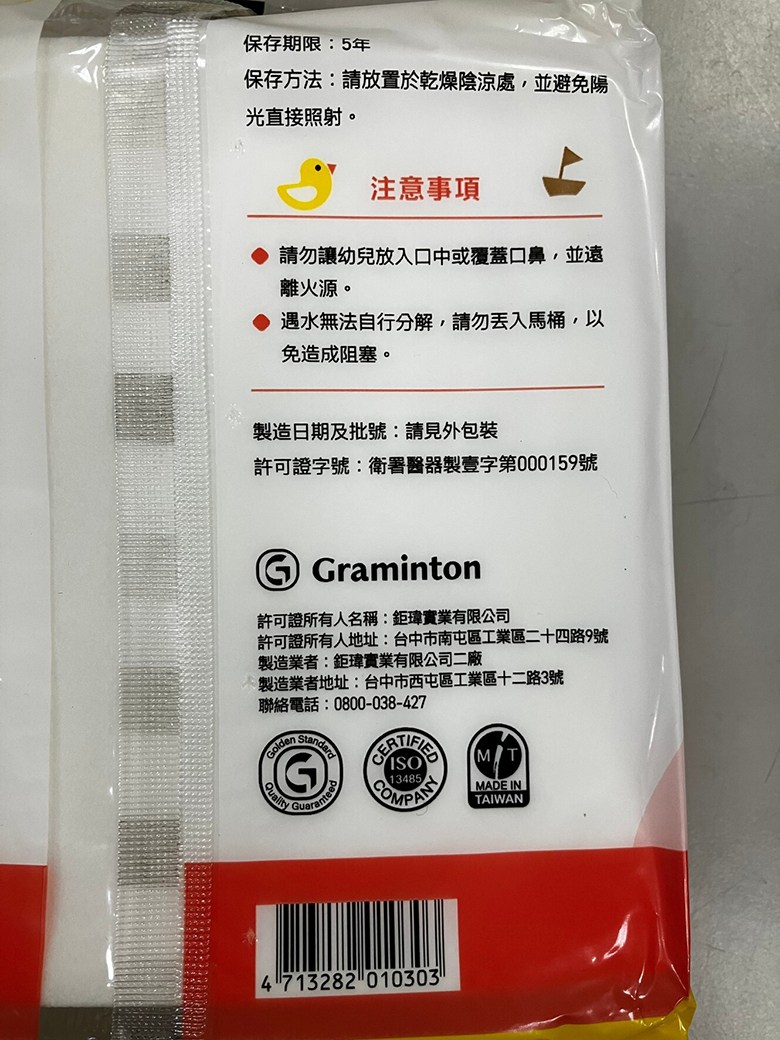 保存期限：5年
保存方法：請放置於乾燥陰涼處，並避免陽
光直接照射。
注意事項
請勿讓幼兒放入口中或覆蓋口鼻，並遠
離火源。
遇水無法自行分解，請勿丟入馬桶，以
免造成阻塞。
製造日期及批號：請見外包裝
許可證字號：衛署醫器製壹字第000159號
Graminton
許可證所有人名稱：鉅瑋實業有限公司
許可證所有人地址：台中市南屯區工業區二十四路9號
製造業者：鉅瑋實業有限公司二廠
製造業者地址：台中市西屯區工業區十二路3號
聯絡電話：0800-038-427
Golden Standard
Quality Guaranteed
CERTIFIED
ISO
13485
COMPANY
MIT
MADE IN
TAIWAN
4 713282 010303